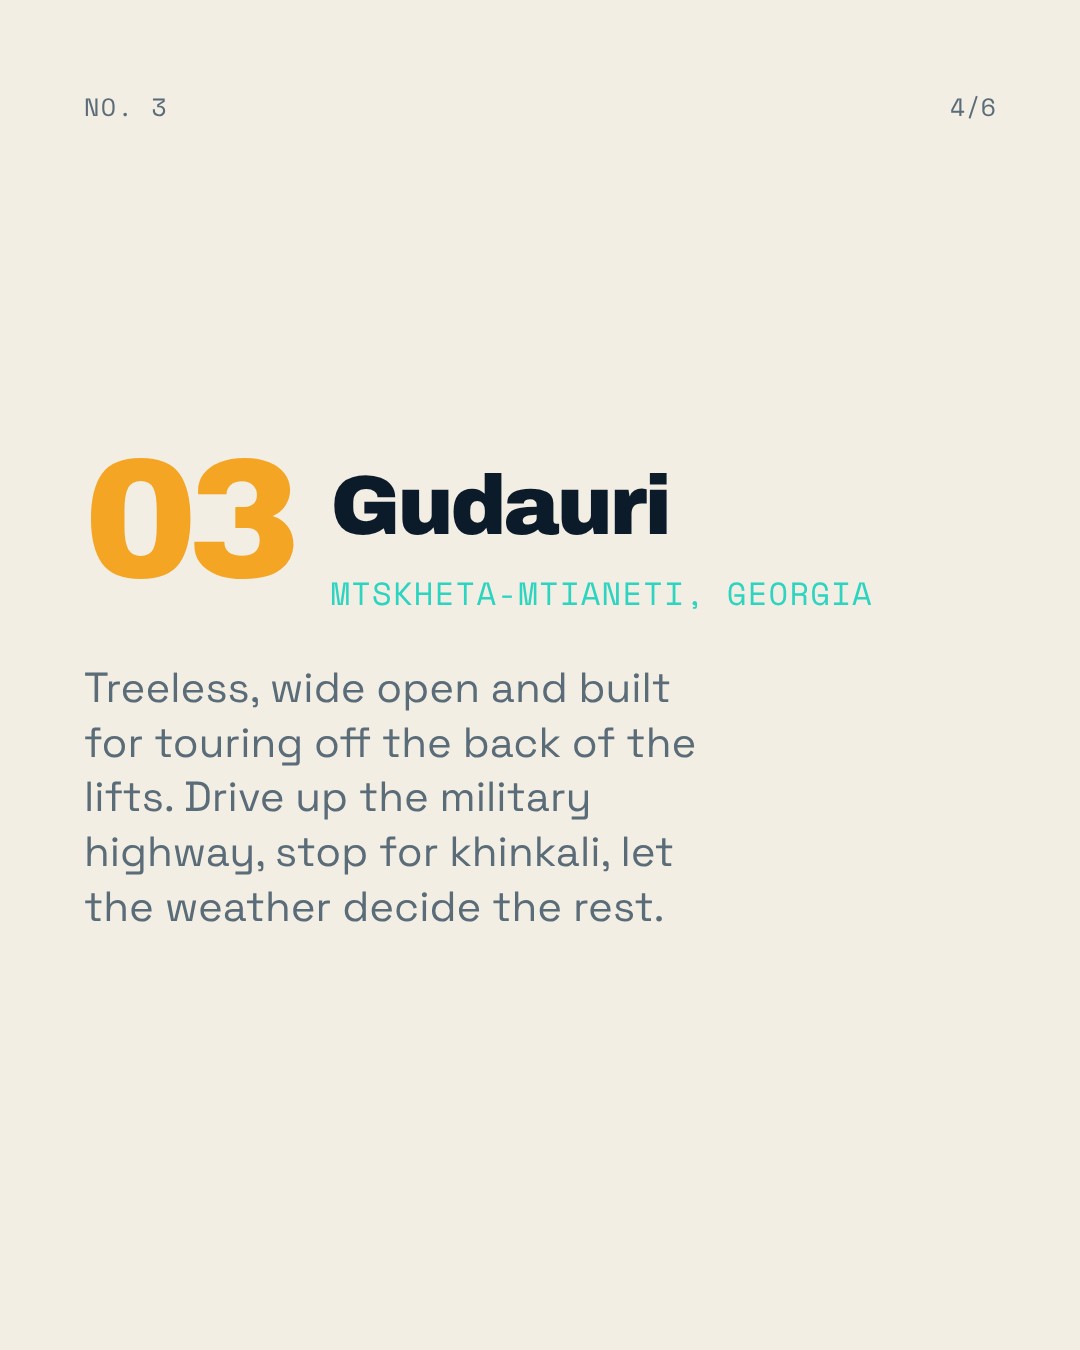 NO. 3
4/6
03
Gudauri
MTSKHETA-MTIANETI, GEORGIA
Treeless, wide open and built
for touring off the back of the
lifts. Drive up the military
highway, stop for khinkali, let
the weather decide the rest.